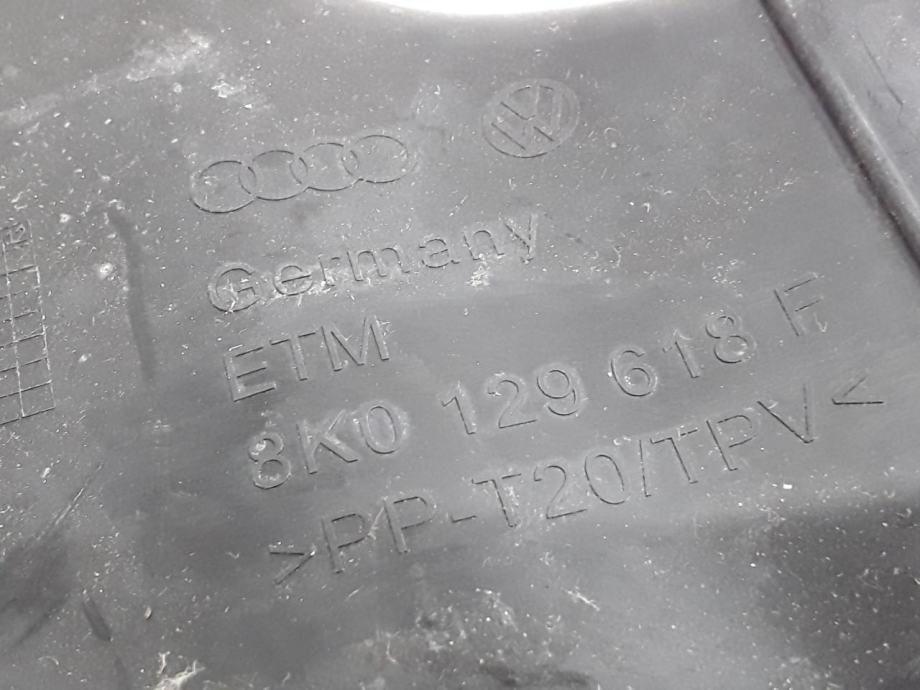 Germany
ETM
8K0 129 618 F
>PP-T20/TPV<